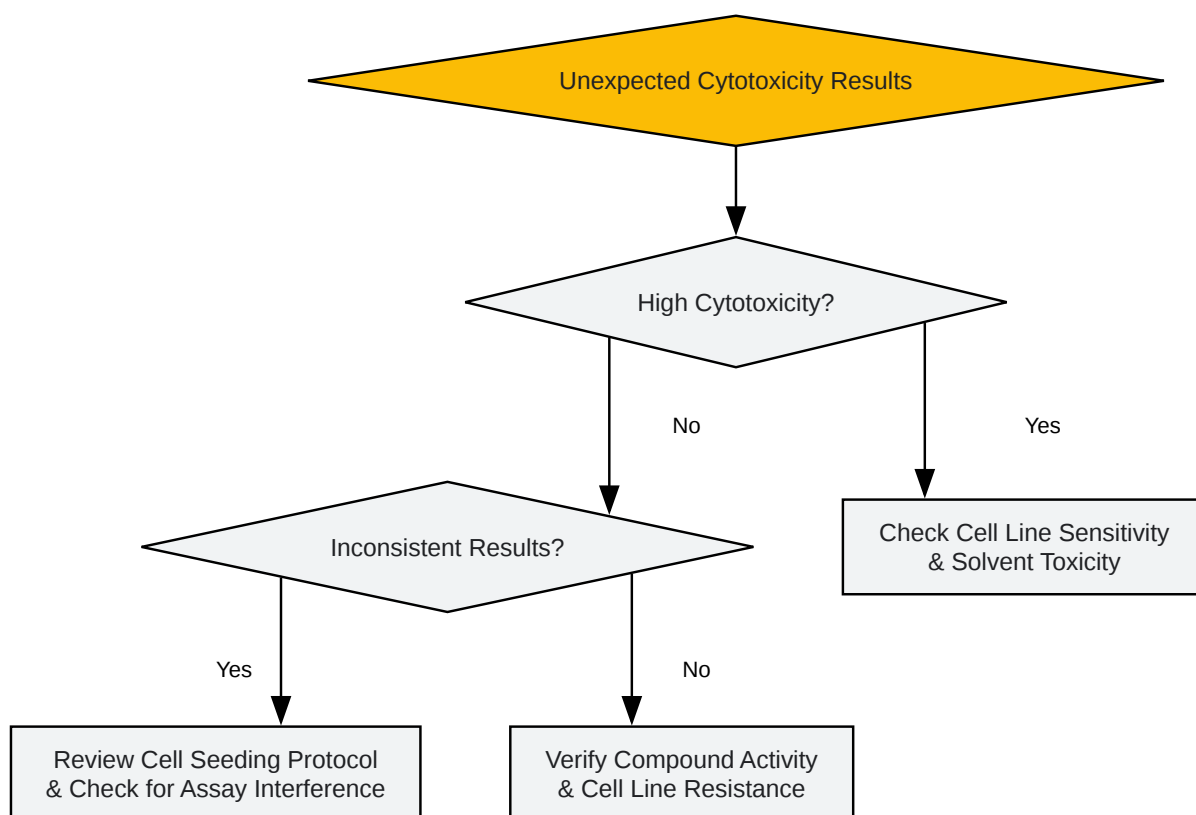 Unexpected Cytotoxicity Results
High Cytotoxicity?
No
Yes
Check Cell Line Sensitivity
& Solvent Toxicity
Inconsistent Results?
Yes
No
Review Cell Seeding Protocol
& Check for Assay Interference
Verify Compound Activity
& Cell Line Resistance